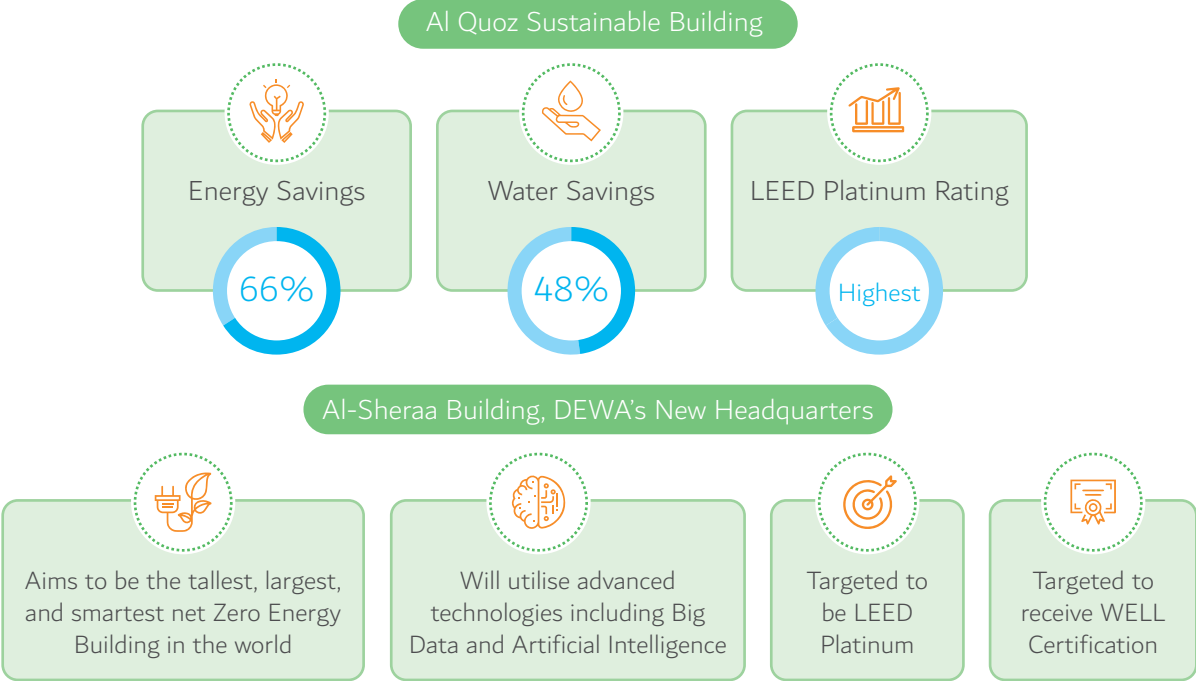 Al Quoz Sustainable Building
Energy Savings
66%
Water Savings
48%
LEED Platinum Rating
Highest
Al-Sheraa Building, DEWA’s New Headquarters
Aims to be the tallest, largest,
and smartest net Zero Energy
Building in the world
Will utilise advanced
technologies including Big
Data and Artificial Intelligence
Targeted to
be LEED
Platinum
Targeted to
receive WELL
Certification